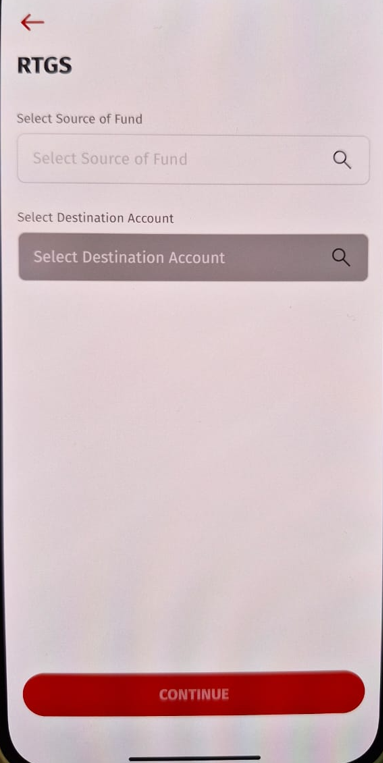 RTGS
Select Source of Fund
Select Source of Fund
Select Destination Account
Select Destination Account
CONTINUE